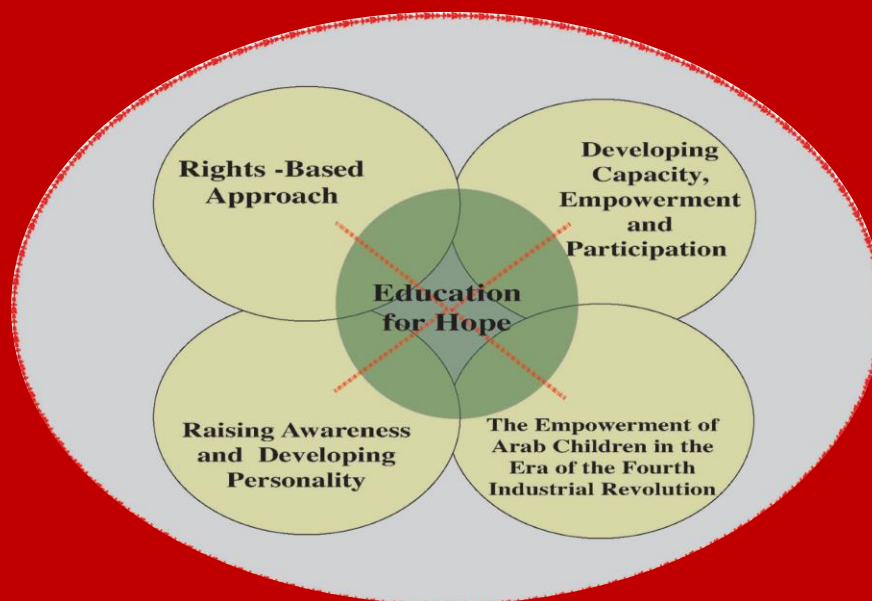 Rights -Based
Approach
Developing
Capacity,
Empowerment
and
Participation
Education
for Hope
Raising Awareness
and Developing
Personality
The Empowerment of
Arab Children in the
Era of the Fourth
Industrial Revolution